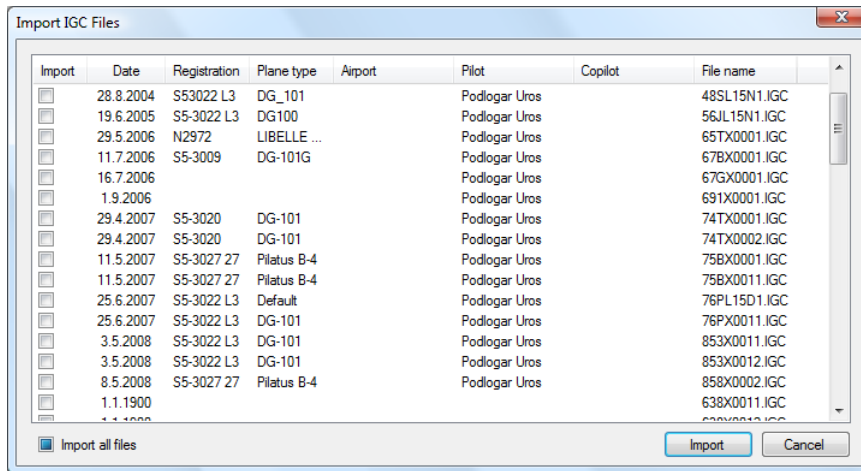 Import IGC Files
Import Date Registration Plane type Airport Pilot Copilot File name
28.8.2004 S53022 L3 DG_101 Podlogar Uros 48SL15N1.IGC
19.6.2005 S5-3022 L3 DG100 Podlogar Uros 56JL15N1.IGC
29.5.2006 N2972 LIBELLE ... Podlogar Uros 65TX0001.IGC
11.7.2006 S5-3009 DG-101G Podlogar Uros 67BX0001.IGC
16.7.2006 Podlogar Uros 67GX0001.IGC
1.9.2006 Podlogar Uros 691X0001.IGC
29.4.2007 S5-3020 DG-101 Podlogar Uros 74TX0001.IGC
29.4.2007 S5-3020 DG-101 Podlogar Uros 74TX0002.IGC
11.5.2007 S5-3027 27 Pilatus B-4 Podlogar Uros 75BX0001.IGC
11.5.2007 S5-3027 27 Pilatus B-4 Podlogar Uros 75BX0011.IGC
25.6.2007 S5-3022 L3 Default Podlogar Uros 76PL15D1.IGC
25.6.2007 S5-3022 L3 DG-101 Podlogar Uros 76PX0011.IGC
3.5.2008 S5-3022 L3 DG-101 Podlogar Uros 853X0011.IGC
3.5.2008 S5-3022 L3 DG-101 Podlogar Uros 853X0012.IGC
8.5.2008 S5-3027 27 Pilatus B-4 Podlogar Uros 858X0002.IGC
1.1.1900 638X0011.IGC
Import all files Import Cancel